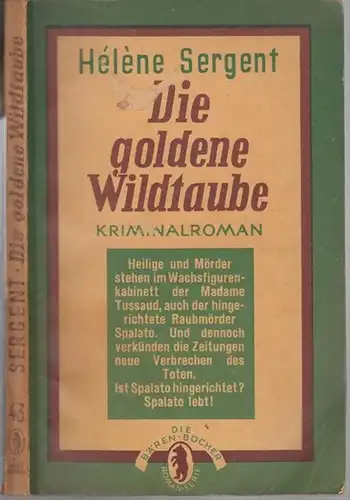 SERGENT · Die goldene Wildtaube
43
Hélène Sergent
Die
goldene
Wildtaube
KRIMINALROMAN
Heilige und Mörder
stehen im Wachsfiguren-
kabinett der Madame
Tussaud, auch der hinge-
richtete Raubmörder
Spalato. Und dennoch
verkünden die Zeitungen
neue Verbrechen des
Toten.
Ist Spalato hingerichtet?
Spalato lebt!
DIE
BÄREN-BÜCHER
ROMANSERIE